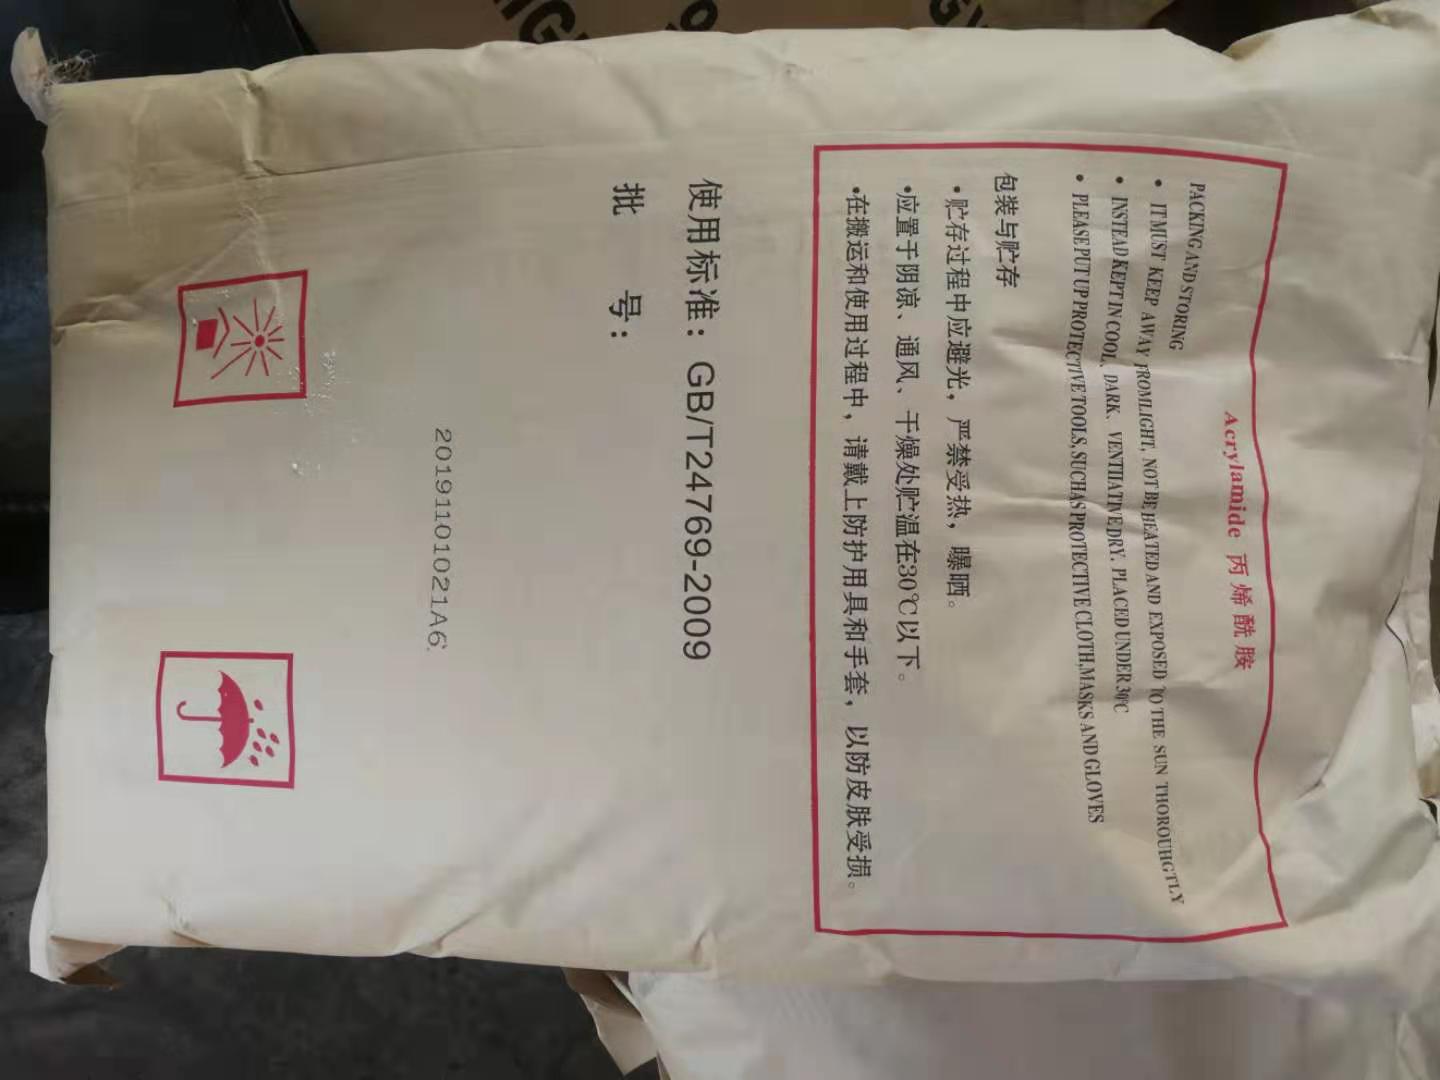 Acrylamide 丙烯酰胺
PACKING AND STORING
• IT MUST KEEP AWAY FROMLIGHT, NOT BE HEATED AND EXPOSED TO THE SUN THOROUHGTLY
• INSTEAD KEPT IN COOL、DARK、VENTIIATIVE DRY. PLACED UNDER 30℃
• PLEASE PUT UP PROTECTIVE TOOLS, SUCH AS PROTECTIVE CLOTH, MASKS AND GLOVES
包装与贮存
•贮存过程中应避光，严禁受热，曝晒。
•应置于阴凉、通风、干燥处贮温在30℃以下。
•在搬运和使用过程中，请戴上防护用具和手套，以防皮肤受损。
使用标准：GB/T24769-2009
批 号：
20191101021A6